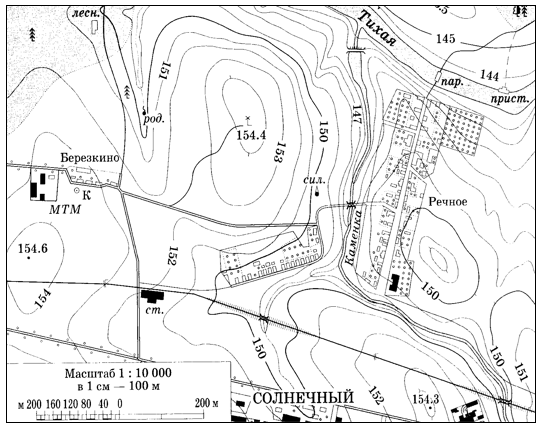 лесн.
Тихая
145
144
пар.
прист.
151
род.
154.4
150
153
147
Березкино
К
МТМ
сил.
Речное
Каменка
154.6
152
154
150
ст.
150
150
151
Масштаб 1 : 10 000
в 1 см — 100 м
м 200 160 120 80 40 0 200 м
СОЛНЕЧНЫЙ
152
154.3